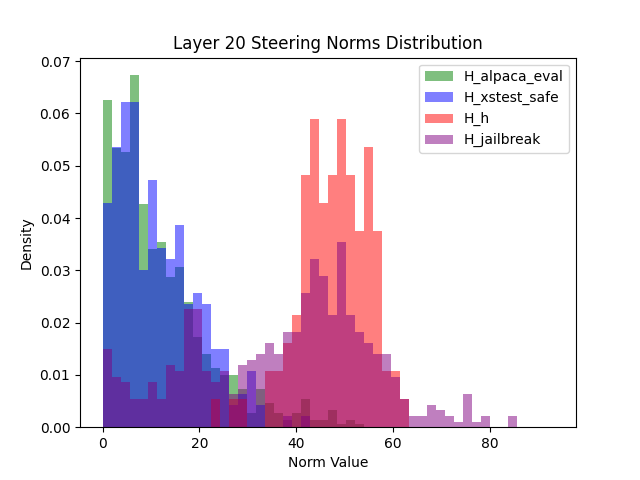 Layer 20 Steering Norms Distribution
H_alpaca_eval
H_xstest_safe
H_h
H_jailbreak
Density
0.07
0.06
0.05
0.04
0.03
0.02
0.01
0.00
0 20 40 60 80
Norm Value